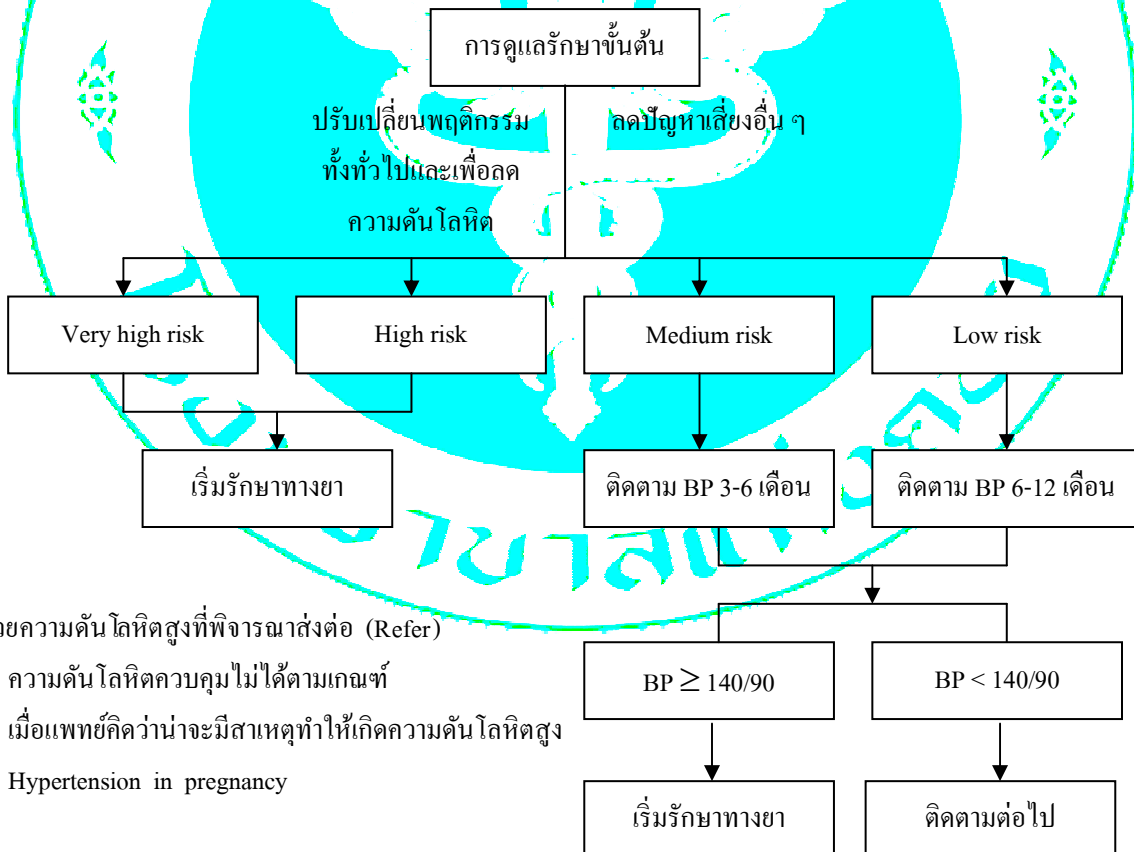 การดูแลรักษาขั้นต้น
ปรับเปลี่ยนพฤติกรรม
ทั้งทั่วไปและเพื่อลด
ความดันโลหิต
ลดปัญหาเสี่ยงอื่น ๆ
Very high risk
High risk
Medium risk
Low risk
เริ่มรักษาทางยา
ติดตาม BP 3-6 เดือน
ติดตาม BP 6-12 เดือน
วยความดันโลหิตสูงที่พิจารณาส่งต่อ (Refer)
ความดันโลหิตควบคุมไม่ได้ตามเกณฑ์
เมื่อแพทย์คิดว่าน่าจะมีสาเหตุทำให้เกิดความดันโลหิตสูง
Hypertension in pregnancy
BP ≥ 140/90
BP < 140/90
เริ่มรักษาทางยา
ติดตามต่อไป